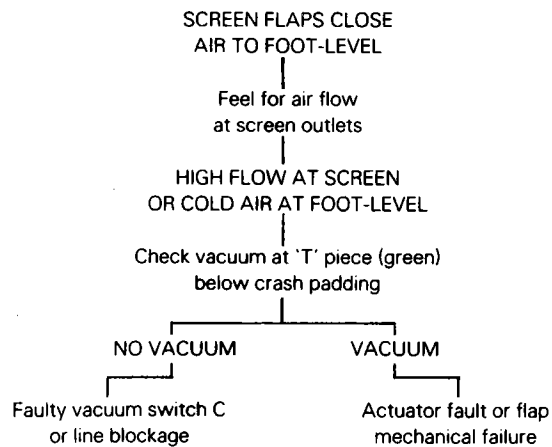 SCREEN FLAPS CLOSE
AIR TO FOOT-LEVEL
Feel for air flow
at screen outlets
HIGH FLOW AT SCREEN
OR COLD AIR AT FOOT-LEVEL
Check vacuum at 'T' piece (green)
below crash padding
NO VACUUM
VACUUM
Faulty vacuum switch C
or line blockage
Actuator fault or flap
mechanical failure